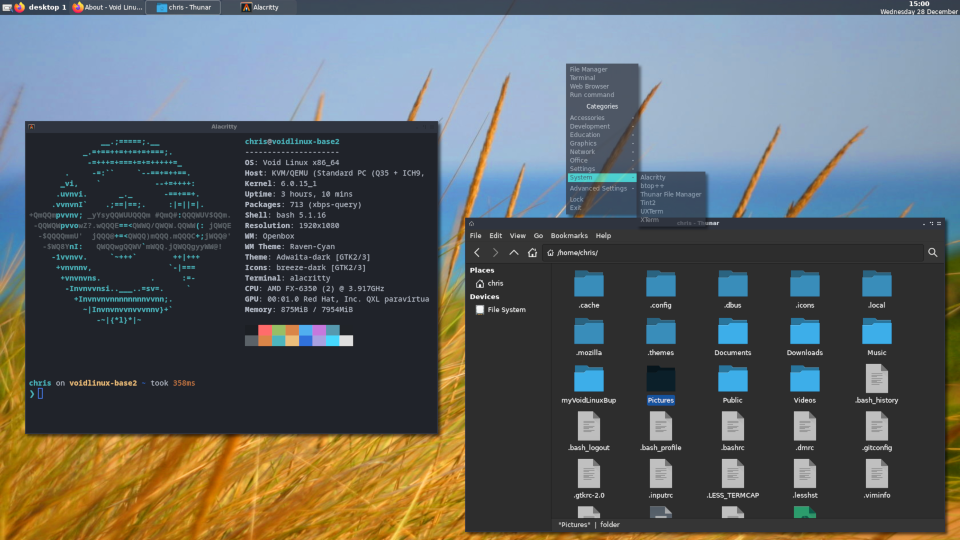 desktop 1
About - Void Linu...
chris - Thunar
Alacritty
15:00
Wednesday 28 December
File Manager
Terminal
Web Browser
Run command
Categories
Accessories
Development
Education
Graphics
Network
Office
Settings
System
Advanced Settings
Lock
Exit
Alacritty
btop++
Thunar File Manager
Tint2
UXTerm
XTerm
Alacritty
chris@voidlinux-base2
OS: Void Linux x86_64
Host: KVM/QEMU (Standard PC (Q35 + ICH9,
Kernel: 6.0.15_1
Uptime: 3 hours, 10 mins
Packages: 713 (xbps-query)
Shell: bash 5.1.16
Resolution: 1920x1080
WM: Openbox
WM Theme: Raven-Cyan
Theme: Adwaita-dark [GTK2/3]
Icons: breeze-dark [GTK2/3]
Terminal: alacritty
CPU: AMD FX-6350 (2) @ 3.917GHz
GPU: 00:01.0 Red Hat, Inc. QXL paravirtua
Memory: 875MiB / 7954MiB
chris on voidlinux-base2 - took 358ms
❯
chris - Thunar
File Edit View Go Bookmarks Help
/home/chris/
Places
chris
Devices
File System
.cache .config .dbus .icons .local
.mozilla .themes Documents Downloads Music
myVoidLinuxBup Pictures Public Videos .bash_history
.bash_logout .bash_profile .bashrc .dmrc .gitconfig
.gtkrc-2.0 .inputrc .LESS_TERMCAP .lesshst .viminfo
"Pictures" | folder